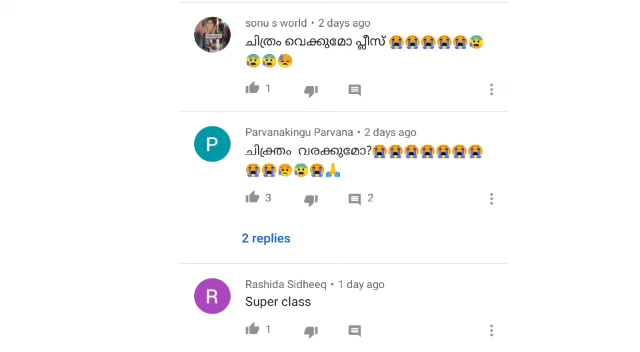 sonu s world • 2 days ago
ചിത്രം വെക്കുമോ പ്ലീസ് 😭😭😭😭😭😰
😰😰😓
1
P
Parvanakingu Parvana • 2 days ago
ചിക്ത്രം വരക്കുമോ?😭😭😭😭😭😭😭
😭😭😥😰😭🙏
3 2
2 replies
R
Rashida Sidheeq • 1 day ago
Super class
1